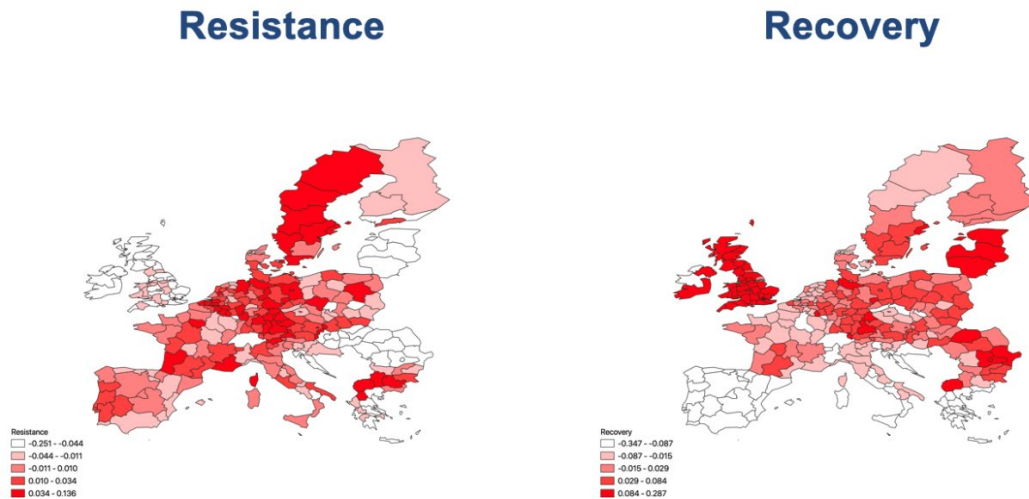 Resistance
Recovery
Resistance
-0.251 - -0.044
-0.044 - -0.011
-0.011 - 0.010
0.010 - 0.034
0.034 - 0.136
Recovery
-0.347 - -0.087
-0.087 - -0.015
-0.015 - 0.029
0.029 - 0.084
0.084 - 0.287